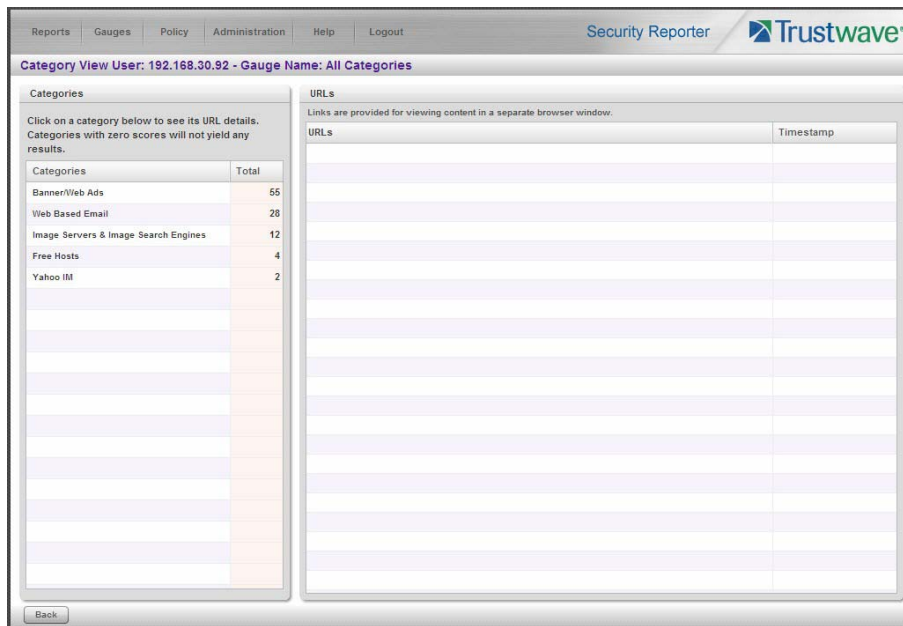 Reports Gauges Policy Administration Help Logout Security Reporter Trustwave®
Category View User: 192.168.30.92 - Gauge Name: All Categories
Categories
Click on a category below to see its URL details.
Categories with zero scores will not yield any
results.
Categories Total
Banner/Web Ads 55
Web Based Email 28
Image Servers & Image Search Engines 12
Free Hosts 4
Yahoo IM 2
URLs
Links are provided for viewing content in a separate browser window.
URLs Timestamp
Back